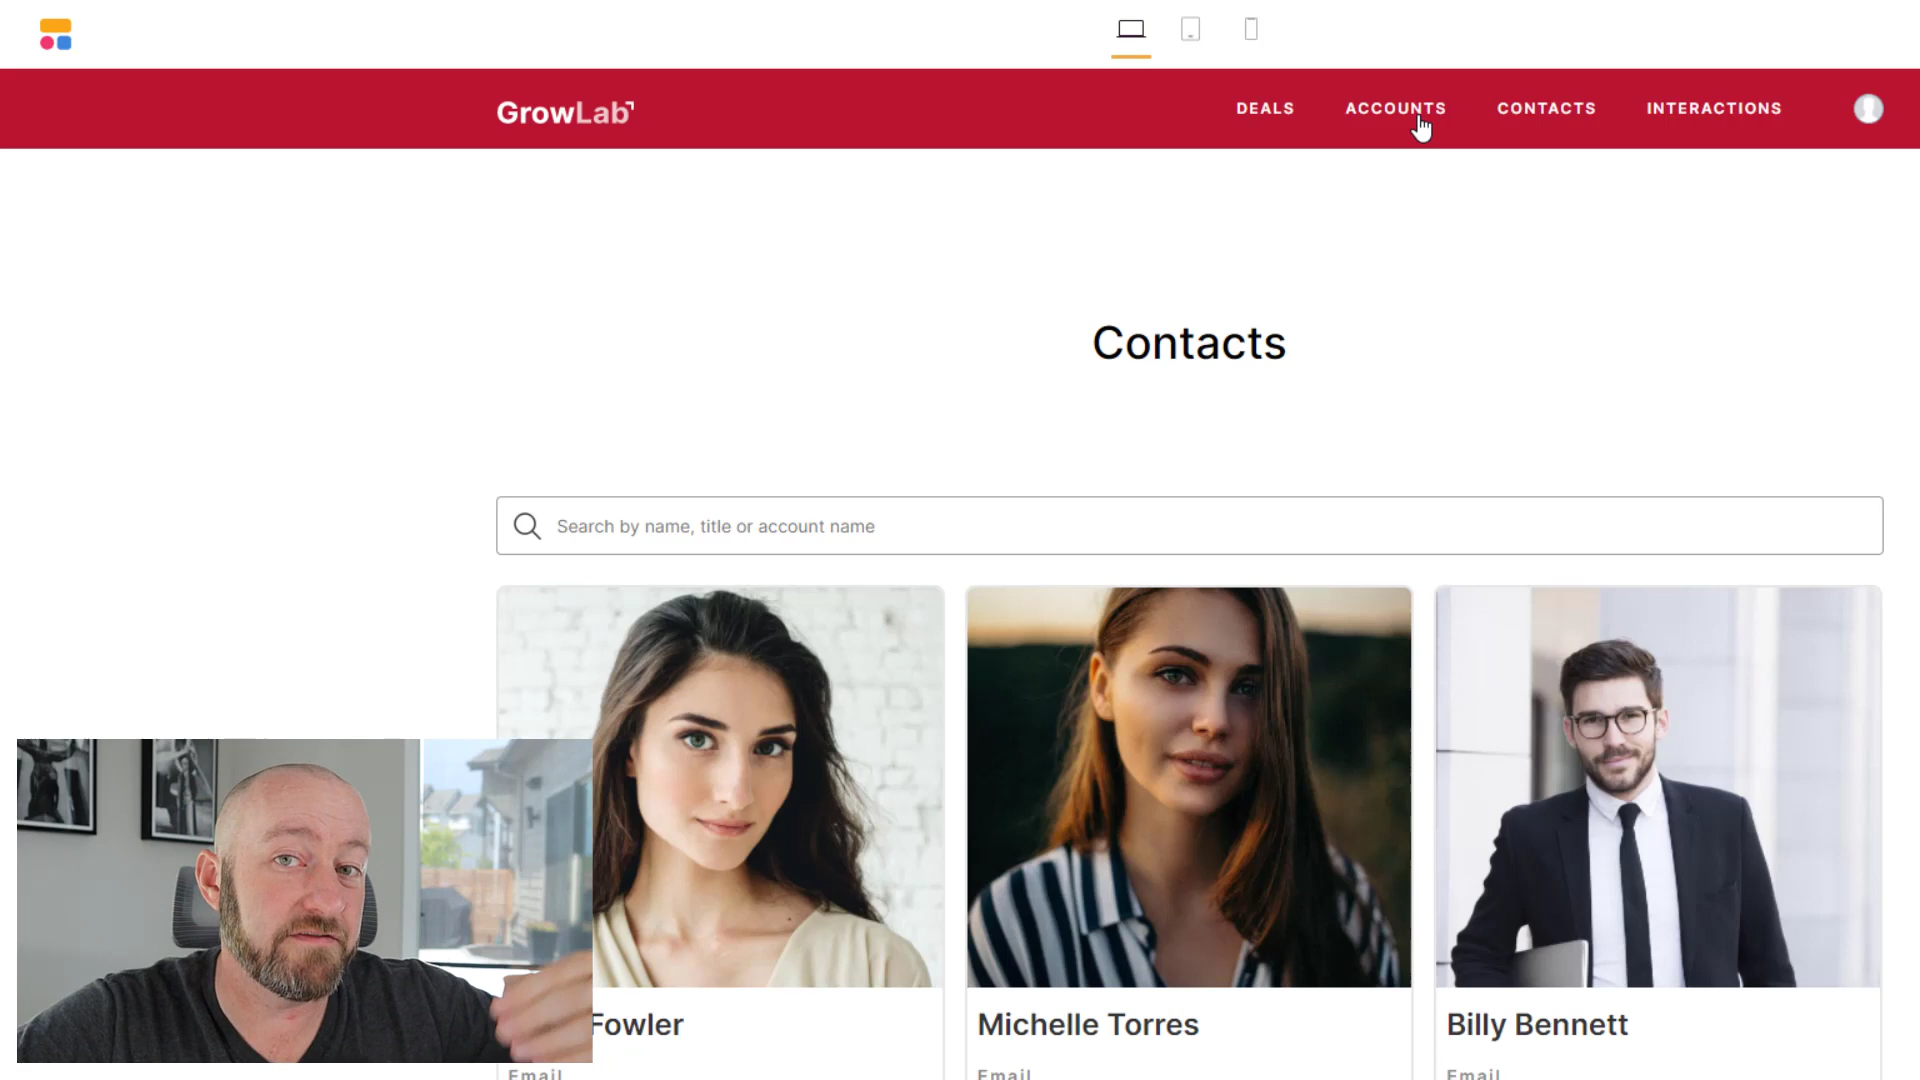 GrowLab
DEALS ACCOUNTS CONTACTS INTERACTIONS
Contacts
Search by name, title or account name
Fowler
Michelle Torres
Billy Bennett
Email
Email
Email